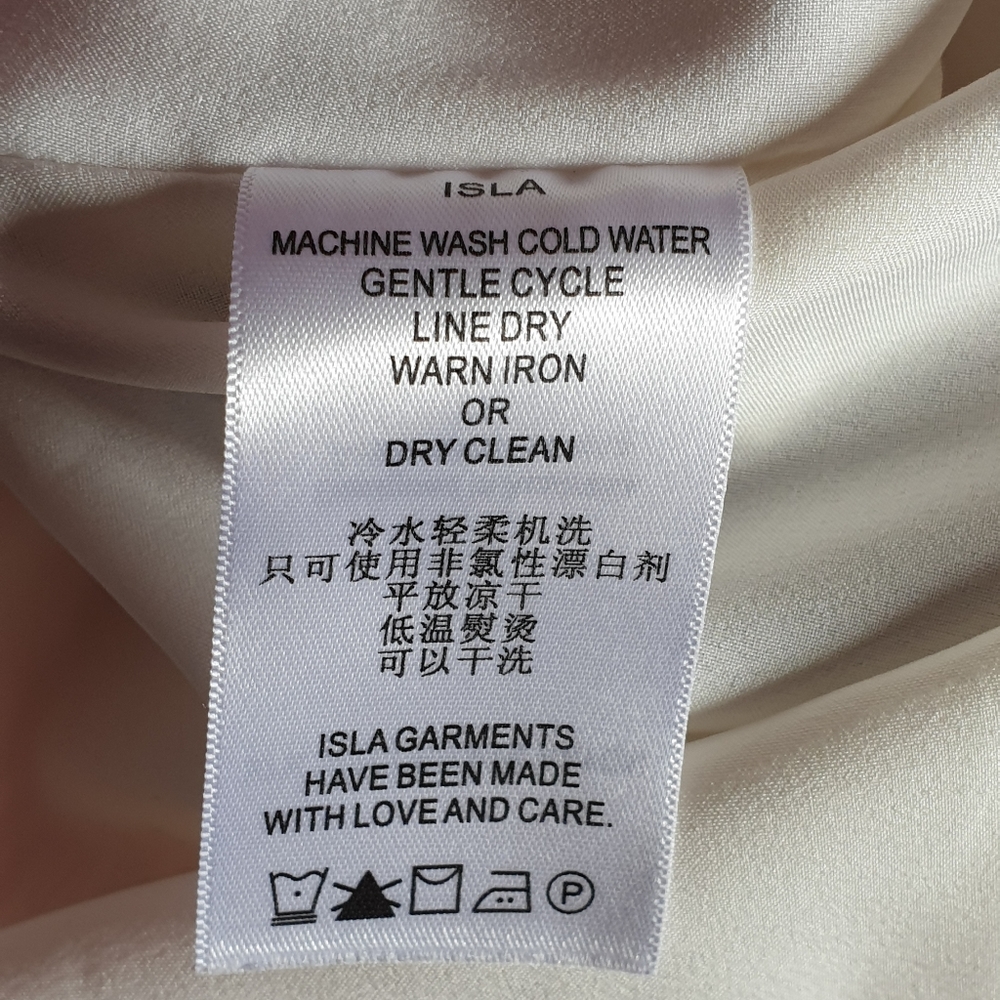 ISLA
MACHINE WASH COLD WATER
GENTLE CYCLE
LINE DRY
WARN IRON
OR
DRY CLEAN
冷水轻柔机洗
只可使用非氯性漂白剂
平放凉干
低温熨烫
可以干洗
ISLA GARMENTS
HAVE BEEN MADE
WITH LOVE AND CARE.
P